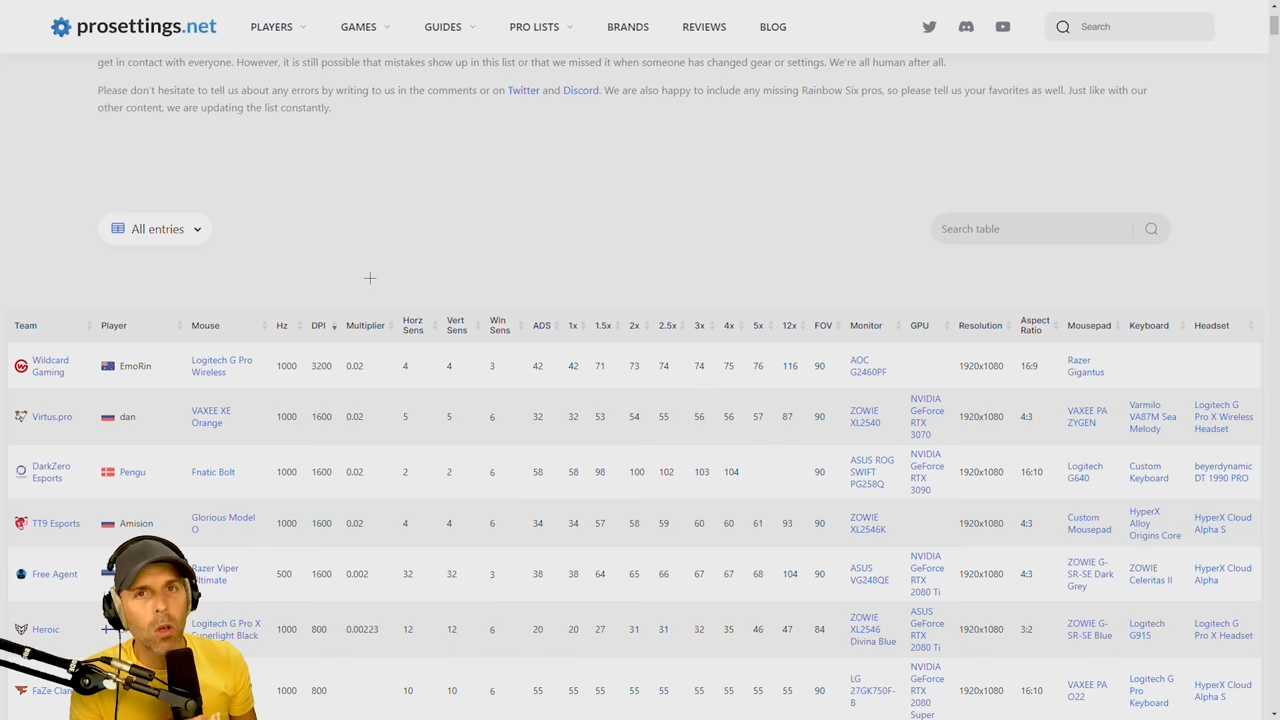 prosettings.net PLAYERS GAMES GUIDES PRO LISTS BRANDS REVIEWS BLOG Search
get in contact with everyone. However, it is still possible that mistakes show up in this list or that we missed it when someone has changed gear or settings. We're all human after all.
Please don't hesitate to tell us about any errors by writing to us in the comments or on Twitter and Discord. We are also happy to include any missing Rainbow Six pros, so please tell us your favorites as well. Just like with our
other content, we are updating the list constantly.
All entries Search table
Team Player Mouse Hz DPI Multiplier Horz Sens Vert Sens Win Sens ADS 1x 1.5x 2x 2.5x 3x 4x 5x 12x FOV Monitor GPU Resolution Aspect Ratio Mousepad Keyboard Headset
Wildcard Gaming EmoRin Logitech G Pro Wireless 1000 3200 0.02 4 4 3 42 42 71 73 74 74 75 76 116 90 AOC G2460PF 1920x1080 16:9 Razer Gigantus
Virtus.pro dan VAXEE XE Orange 1000 1600 0.02 5 5 6 32 32 53 54 55 56 56 57 87 90 ZOWIE XL2540 NVIDIA GeForce RTX 3070 1920x1080 4:3 VAXEE PA ZYGEN Varmilo VA87M Sea Melody Logitech G Pro X Wireless Headset
DarkZero Esports Pengu Fnatic Bolt 1000 1600 0.02 2 2 6 58 58 98 100 102 103 104 90 ASUS ROG SWIFT PG258Q NVIDIA GeForce RTX 3090 1920x1080 16:10 Logitech G640 Custom Keyboard beyerdynamic DT 1990 PRO
TT9 Esports Amision Glorious Model O 1000 1600 0.02 4 4 6 34 34 57 58 59 60 60 61 93 90 ZOWIE XL2546K 1920x1080 4:3 Custom Mousepad HyperX Alloy Origins Core HyperX Cloud Alpha S
Free Agent Razer Viper Ultimate 500 1600 0.002 32 32 3 38 38 64 65 66 67 67 68 104 90 ASUS VG248QE NVIDIA GeForce RTX 2080 Ti 1920x1080 4:3 ZOWIE G-SR-SE Dark Grey ZOWIE Celeritas II HyperX Cloud Alpha
Heroic Logitech G Pro X Superlight Black 1000 800 0.00223 12 12 6 20 20 27 31 31 32 35 46 47 84 ZOWIE XL2546 Divina Blue ASUS GeForce RTX 2080 Ti 1920x1080 3:2 ZOWIE G-SR-SE Blue Logitech G915 Logitech G Pro X Headset
FaZe Clan 1000 800 10 10 6 55 55 55 55 55 55 55 55 55 90 LG 27GK750F-B NVIDIA GeForce RTX 2080 Super 1920x1080 16:10 VAXEE PA O22 Logitech G Pro Keyboard HyperX Cloud Alpha S